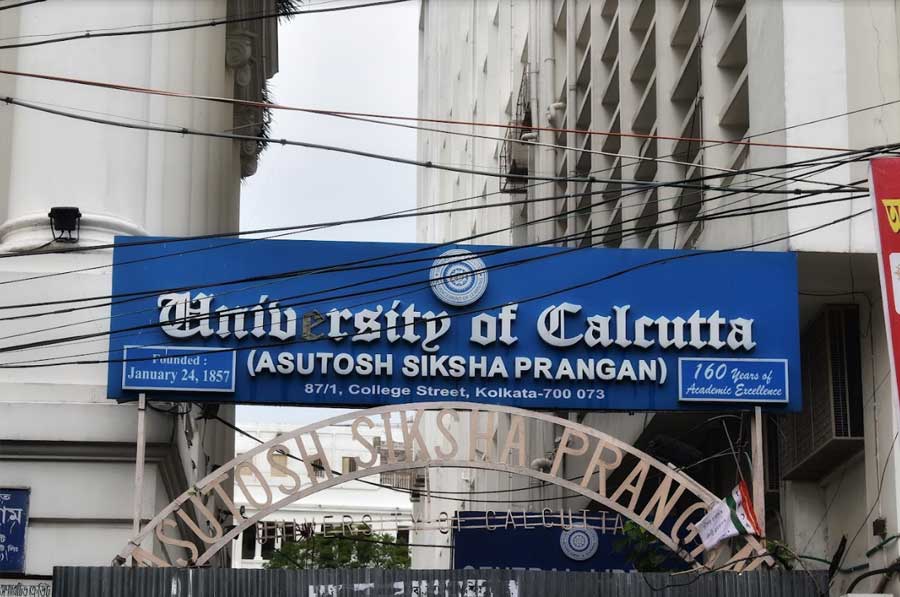 University of Calcutta
Founded :
January 24, 1857
(ASUTOSH SIKSHA PRANGAN)
160 Years of
Academic Excellence
87/1, College Street, Kolkata-700 073
ASUTOSH SIKSHA PRANGAN
UNIVERSITY OF CALCUTTA